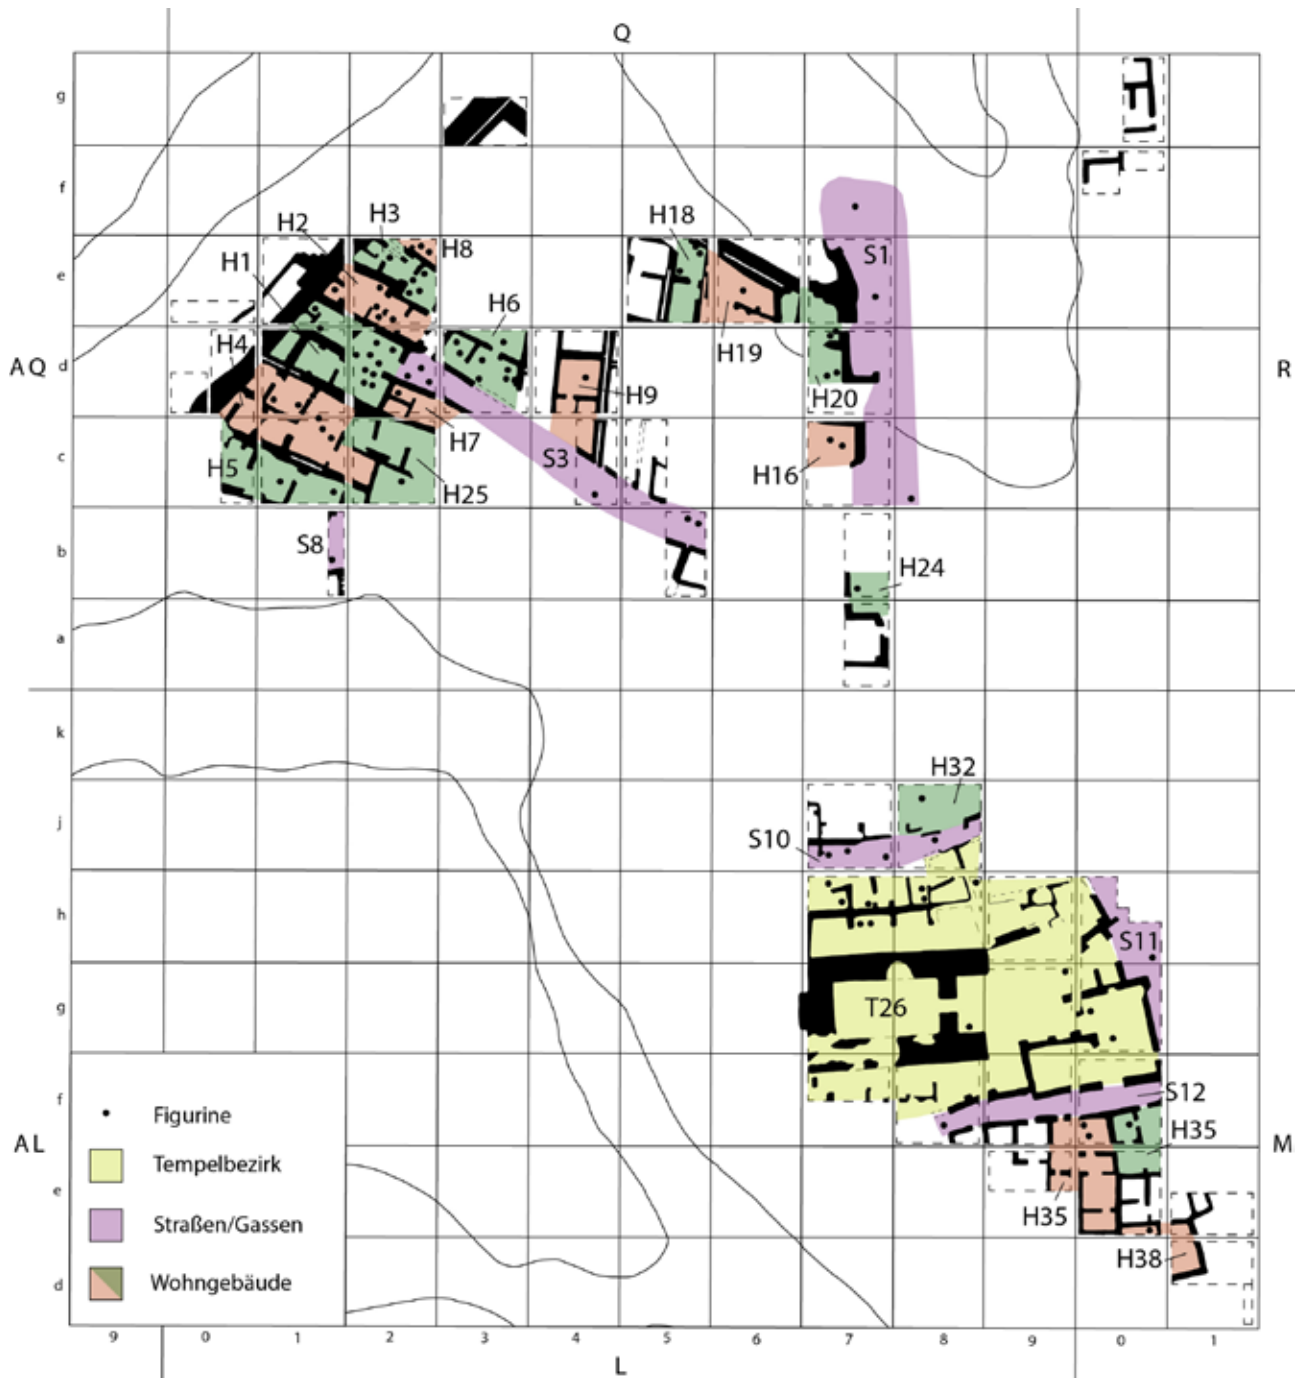 Q
g
f
H18
H3
H2
H8
S1
H1
e
H6
H4
AQ
d
H19
R
H9
H20
H7
c
S3
H5
H16
H25
S8
b
H24
a
k
H32
j
S10
h
S11
g
T26
f
S12
Figurine
H35
AL
M
Tempelbezirk
e
H35
Straßen/Gassen
H38
d
Wohngebäude
9
0
1
2
3
4
5
6
7
8
9
0
1
L